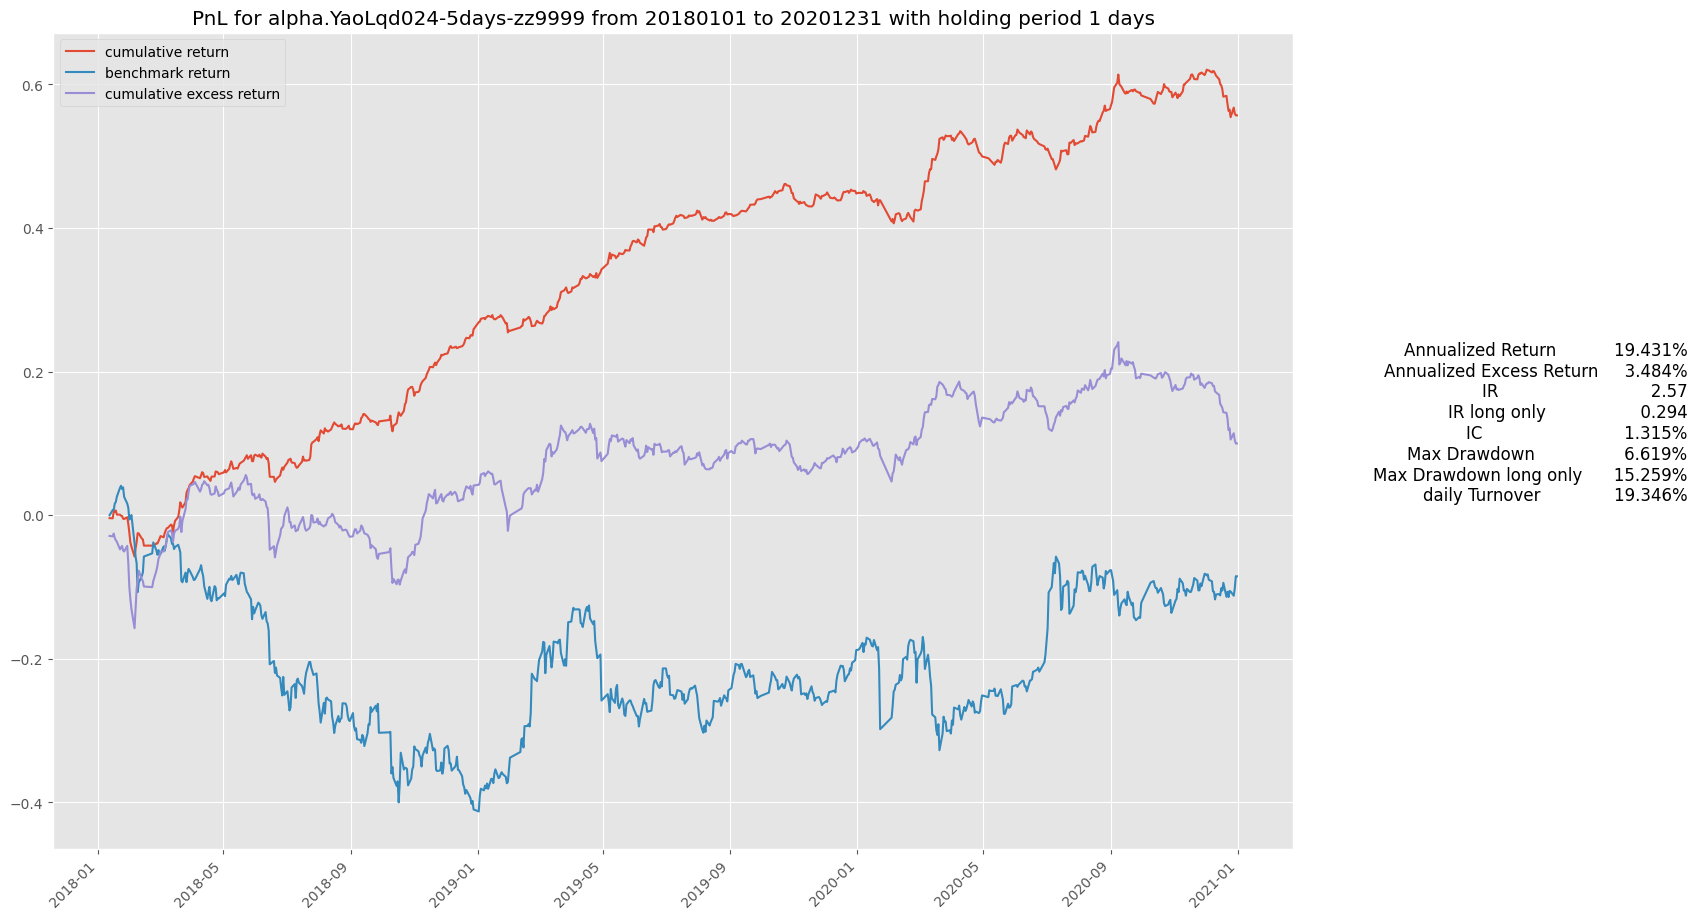 PnL for alpha.YaoLqd024-5days-zz9999 from 20180101 to 20201231 with holding period 1 days
cumulative return
benchmark return
cumulative excess return
0.6
0.4
0.2
0.0
−0.2
−0.4
2018-01
2018-05
2018-09
2019-01
2019-05
2019-09
2020-01
2020-05
2020-09
2021-01
Annualized Return 19.431%
Annualized Excess Return 3.484%
IR 2.57
IR long only 0.294
IC 1.315%
Max Drawdown 6.619%
Max Drawdown long only 15.259%
daily Turnover 19.346%